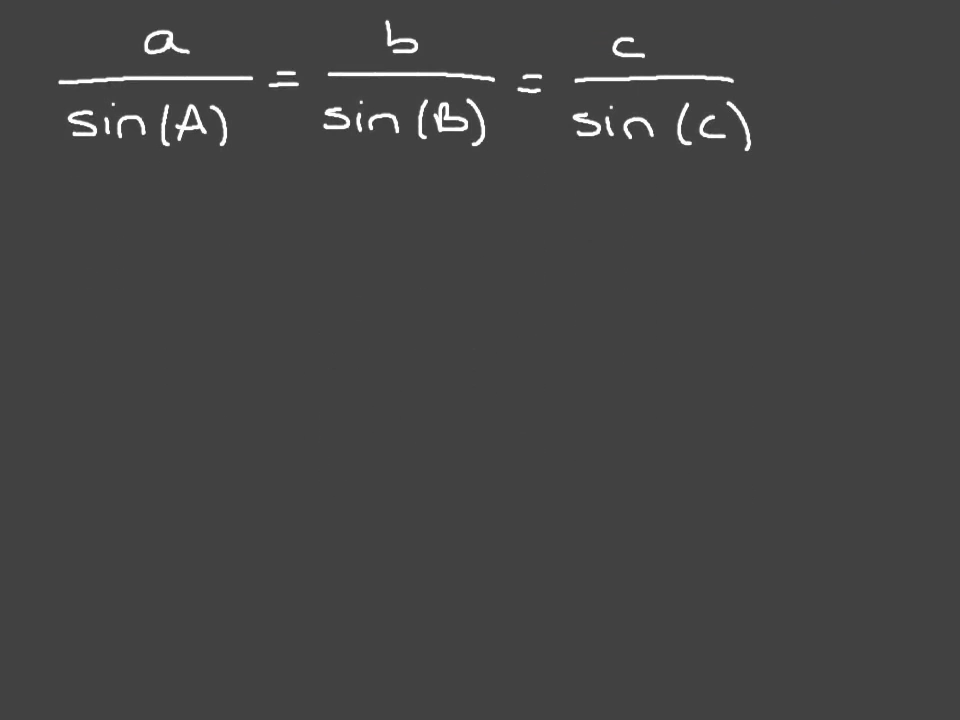 a/sin(A) = b/sin(B) = c/sin(C)